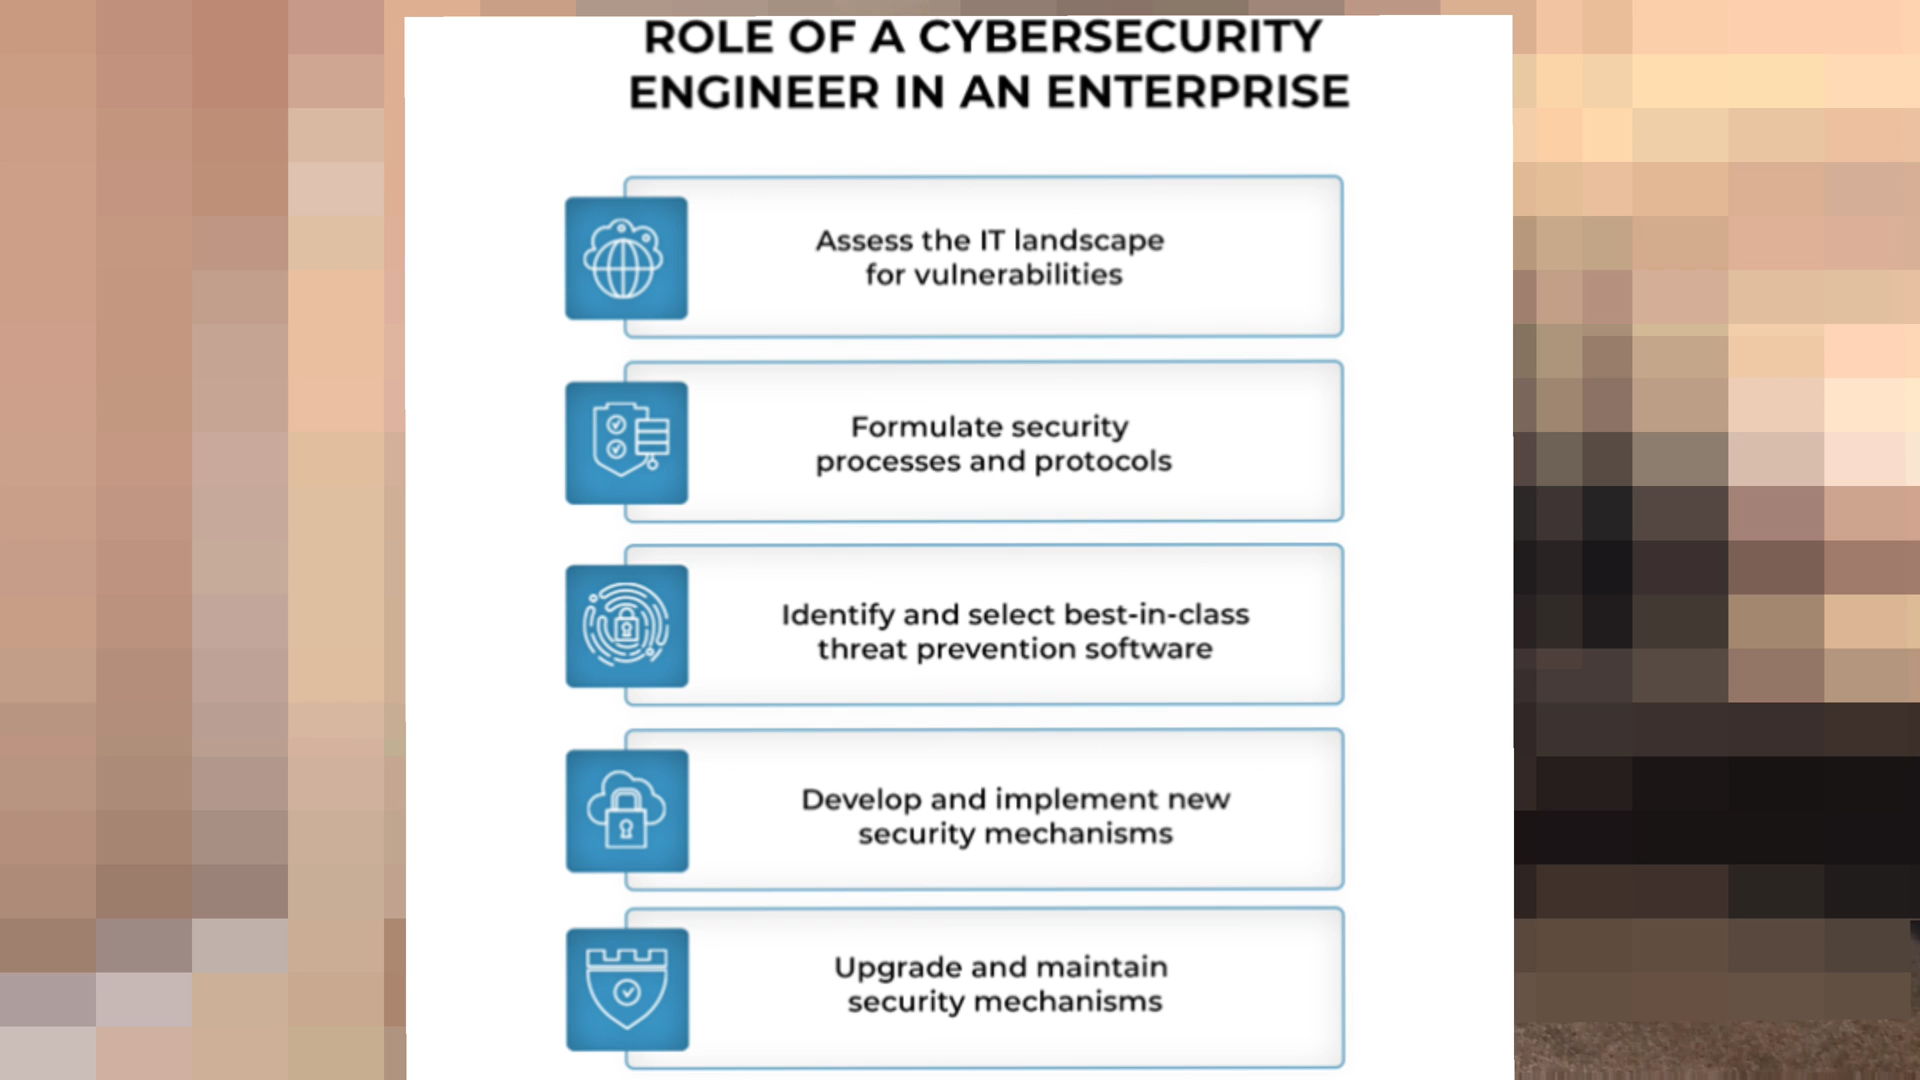 ROLE OF A CYBERSECURITY
ENGINEER IN AN ENTERPRISE
Assess the IT landscape
for vulnerabilities
Formulate security
processes and protocols
Identify and select best-in-class
threat prevention software
Develop and implement new
security mechanisms
Upgrade and maintain
security mechanisms